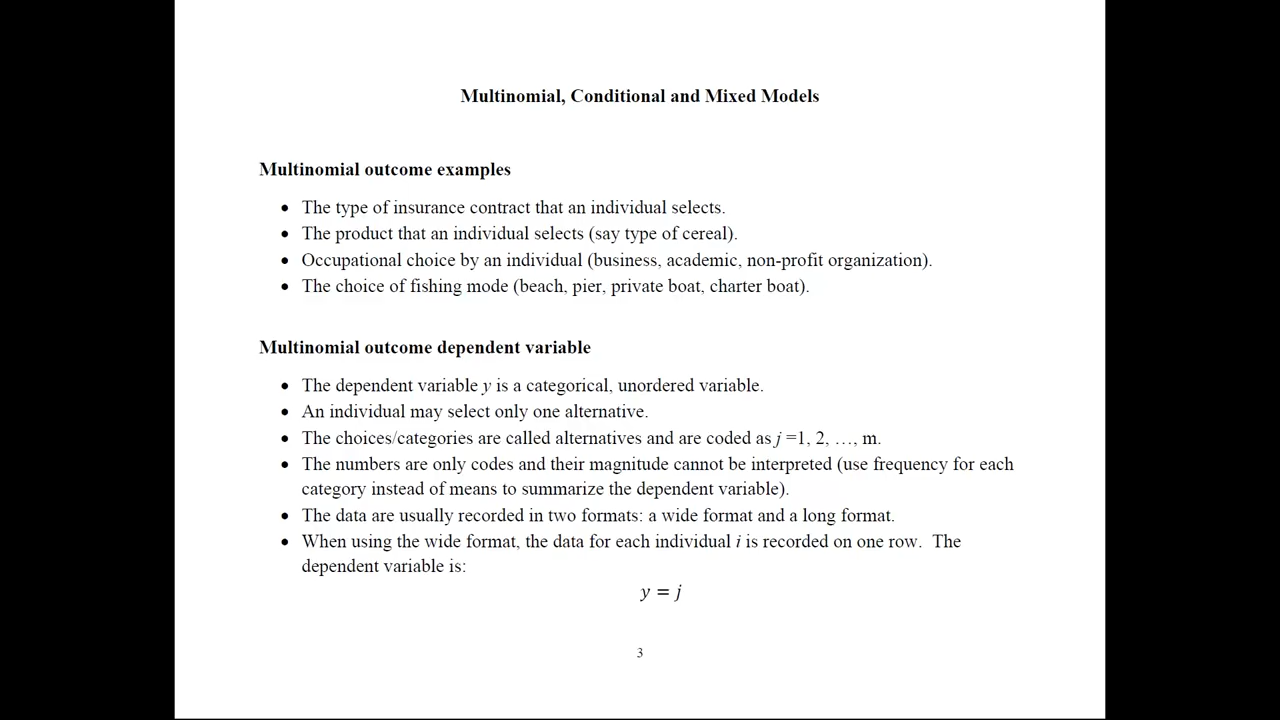 Multinomial, Conditional and Mixed Models
Multinomial outcome examples
• The type of insurance contract that an individual selects.
• The product that an individual selects (say type of cereal).
• Occupational choice by an individual (business, academic, non-profit organization).
• The choice of fishing mode (beach, pier, private boat, charter boat).
Multinomial outcome dependent variable
• The dependent variable y is a categorical, unordered variable.
• An individual may select only one alternative.
• The choices/categories are called alternatives and are coded as j =1, 2, …, m.
• The numbers are only codes and their magnitude cannot be interpreted (use frequency for each
category instead of means to summarize the dependent variable).
• The data are usually recorded in two formats: a wide format and a long format.
• When using the wide format, the data for each individual i is recorded on one row. The
dependent variable is:
y = j
3